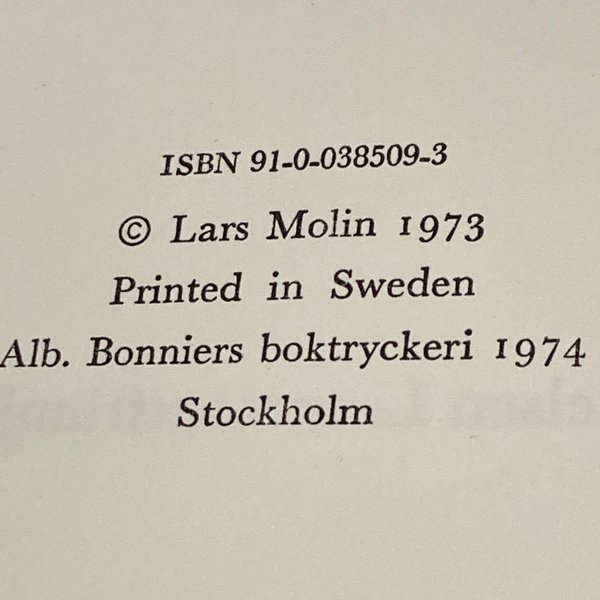 ISBN 91-0-038509-3
© Lars Molin 1973
Printed in Sweden
Alb. Bonniers boktryckeri 1974
Stockholm